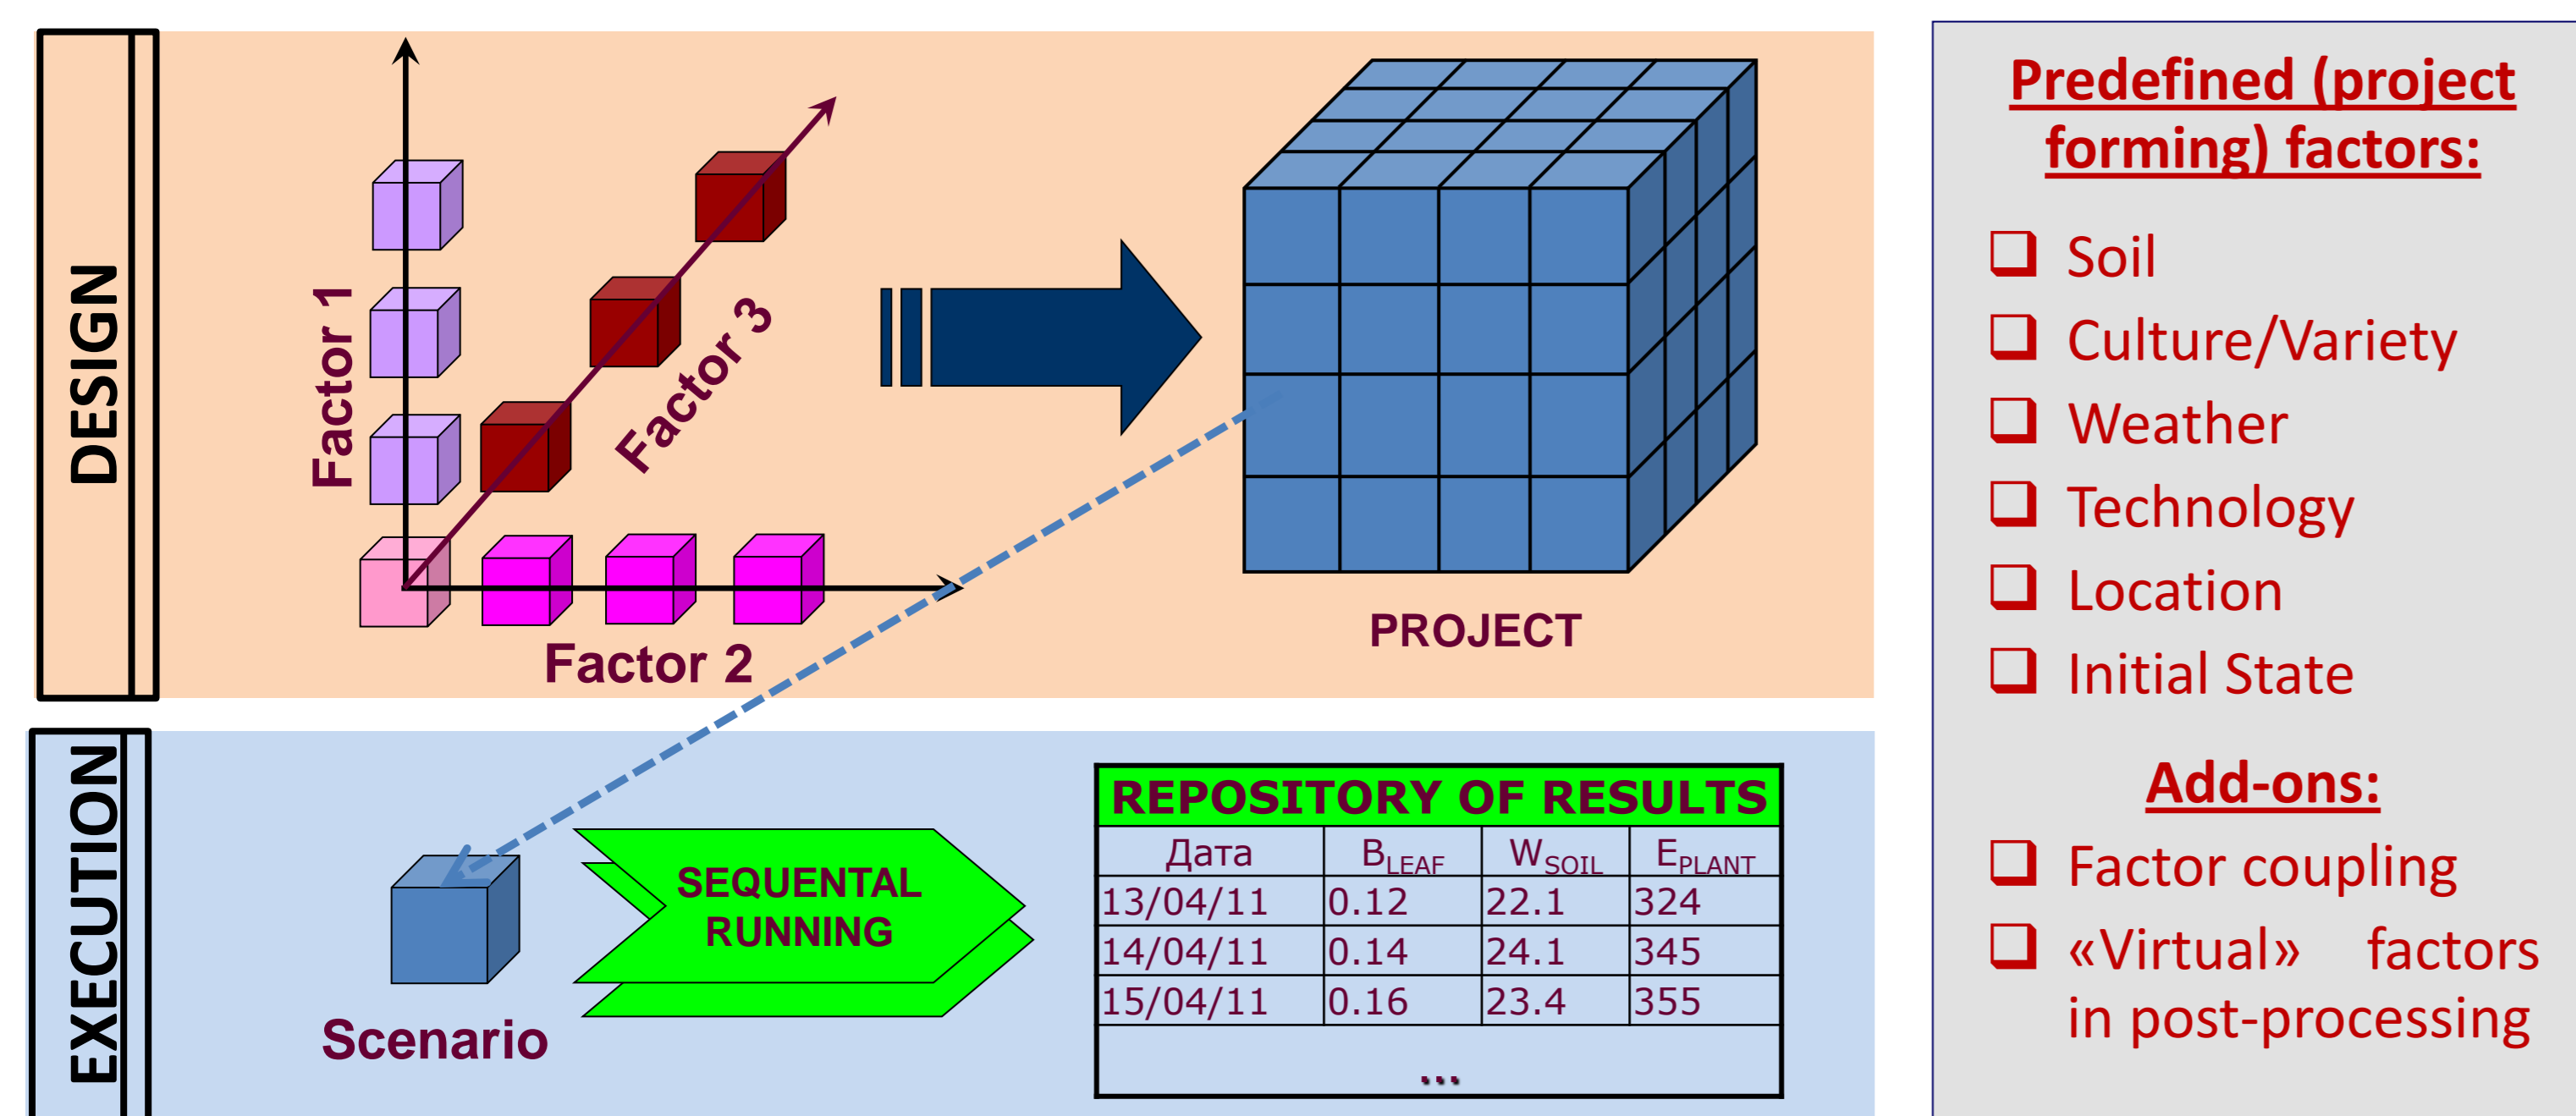 DESIGN
Factor 1
Factor 3
Factor 2
PROJECT
EXECUTION
Scenario
SEQUENTAL
RUNNING
REPOSITORY OF RESULTS
Дата B_LEAF W_SOIL E_PLANT
13/04/11 0.12 22.1 324
14/04/11 0.14 24.1 345
15/04/11 0.16 23.4 355
...
Predefined (project
forming) factors:
Soil
Culture/Variety
Weather
Technology
Location
Initial State
Add-ons:
Factor coupling
«Virtual» factors
in post-processing